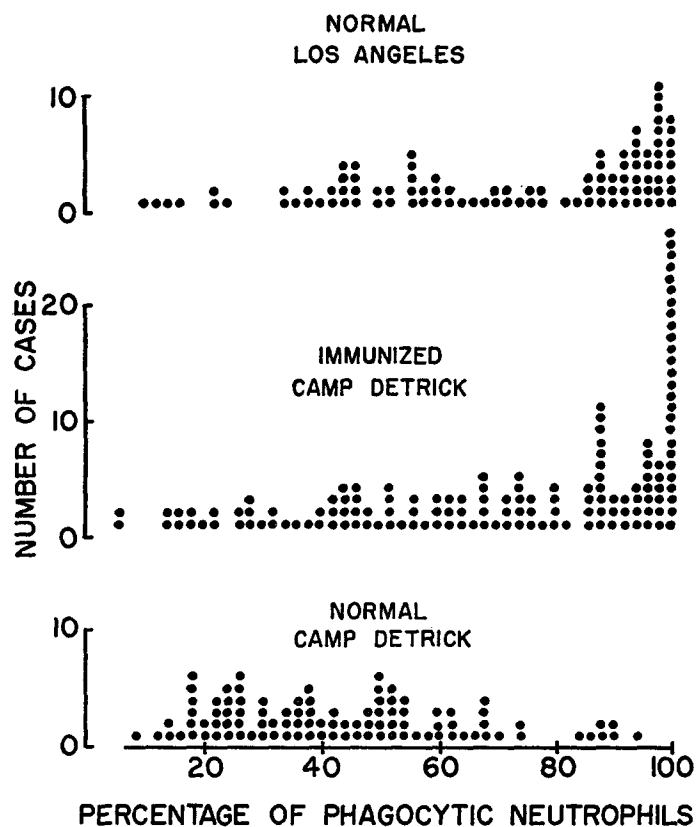 NORMAL
LOS ANGELES
10
0
NUMBER OF CASES
20
IMMUNIZED
CAMP DETRICK
10
0
NORMAL
CAMP DETRICK
10
0
20 40 60 80 100
PERCENTAGE OF PHAGOCYTIC NEUTROPHILS